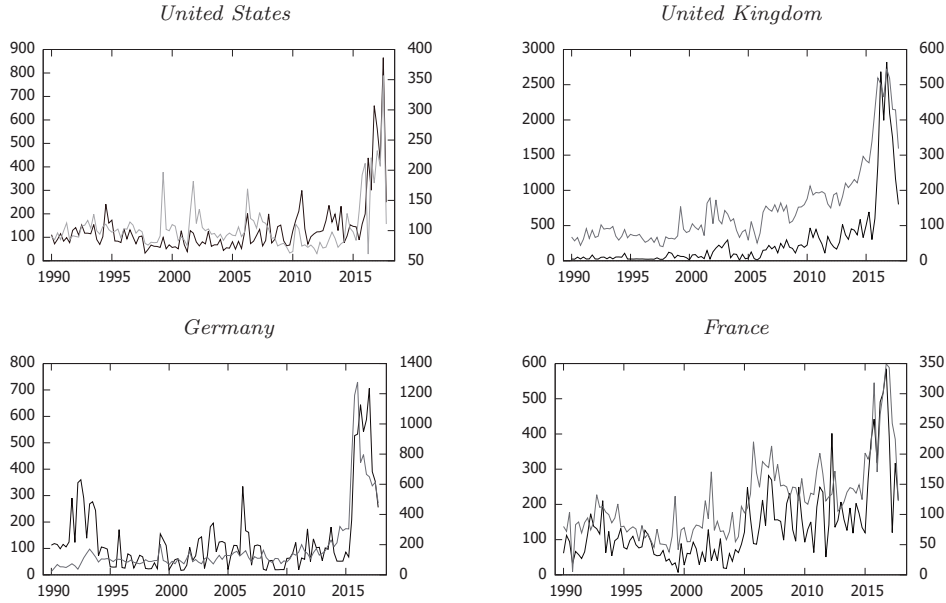 United States
900 800 700 600 500 400 300 200 100 0
400 350 300 250 200 150 100 50
1990 1995 2000 2005 2010 2015
United Kingdom
3000 2500 2000 1500 1000 500 0
600 500 400 300 200 100 0
1990 1995 2000 2005 2010 2015
Germany
800 700 600 500 400 300 200 100 0
1400 1200 1000 800 600 400 200 0
1990 1995 2000 2005 2010 2015
France
600 500 400 300 200 100 0
350 300 250 200 150 100 50 0
1990 1995 2000 2005 2010 2015